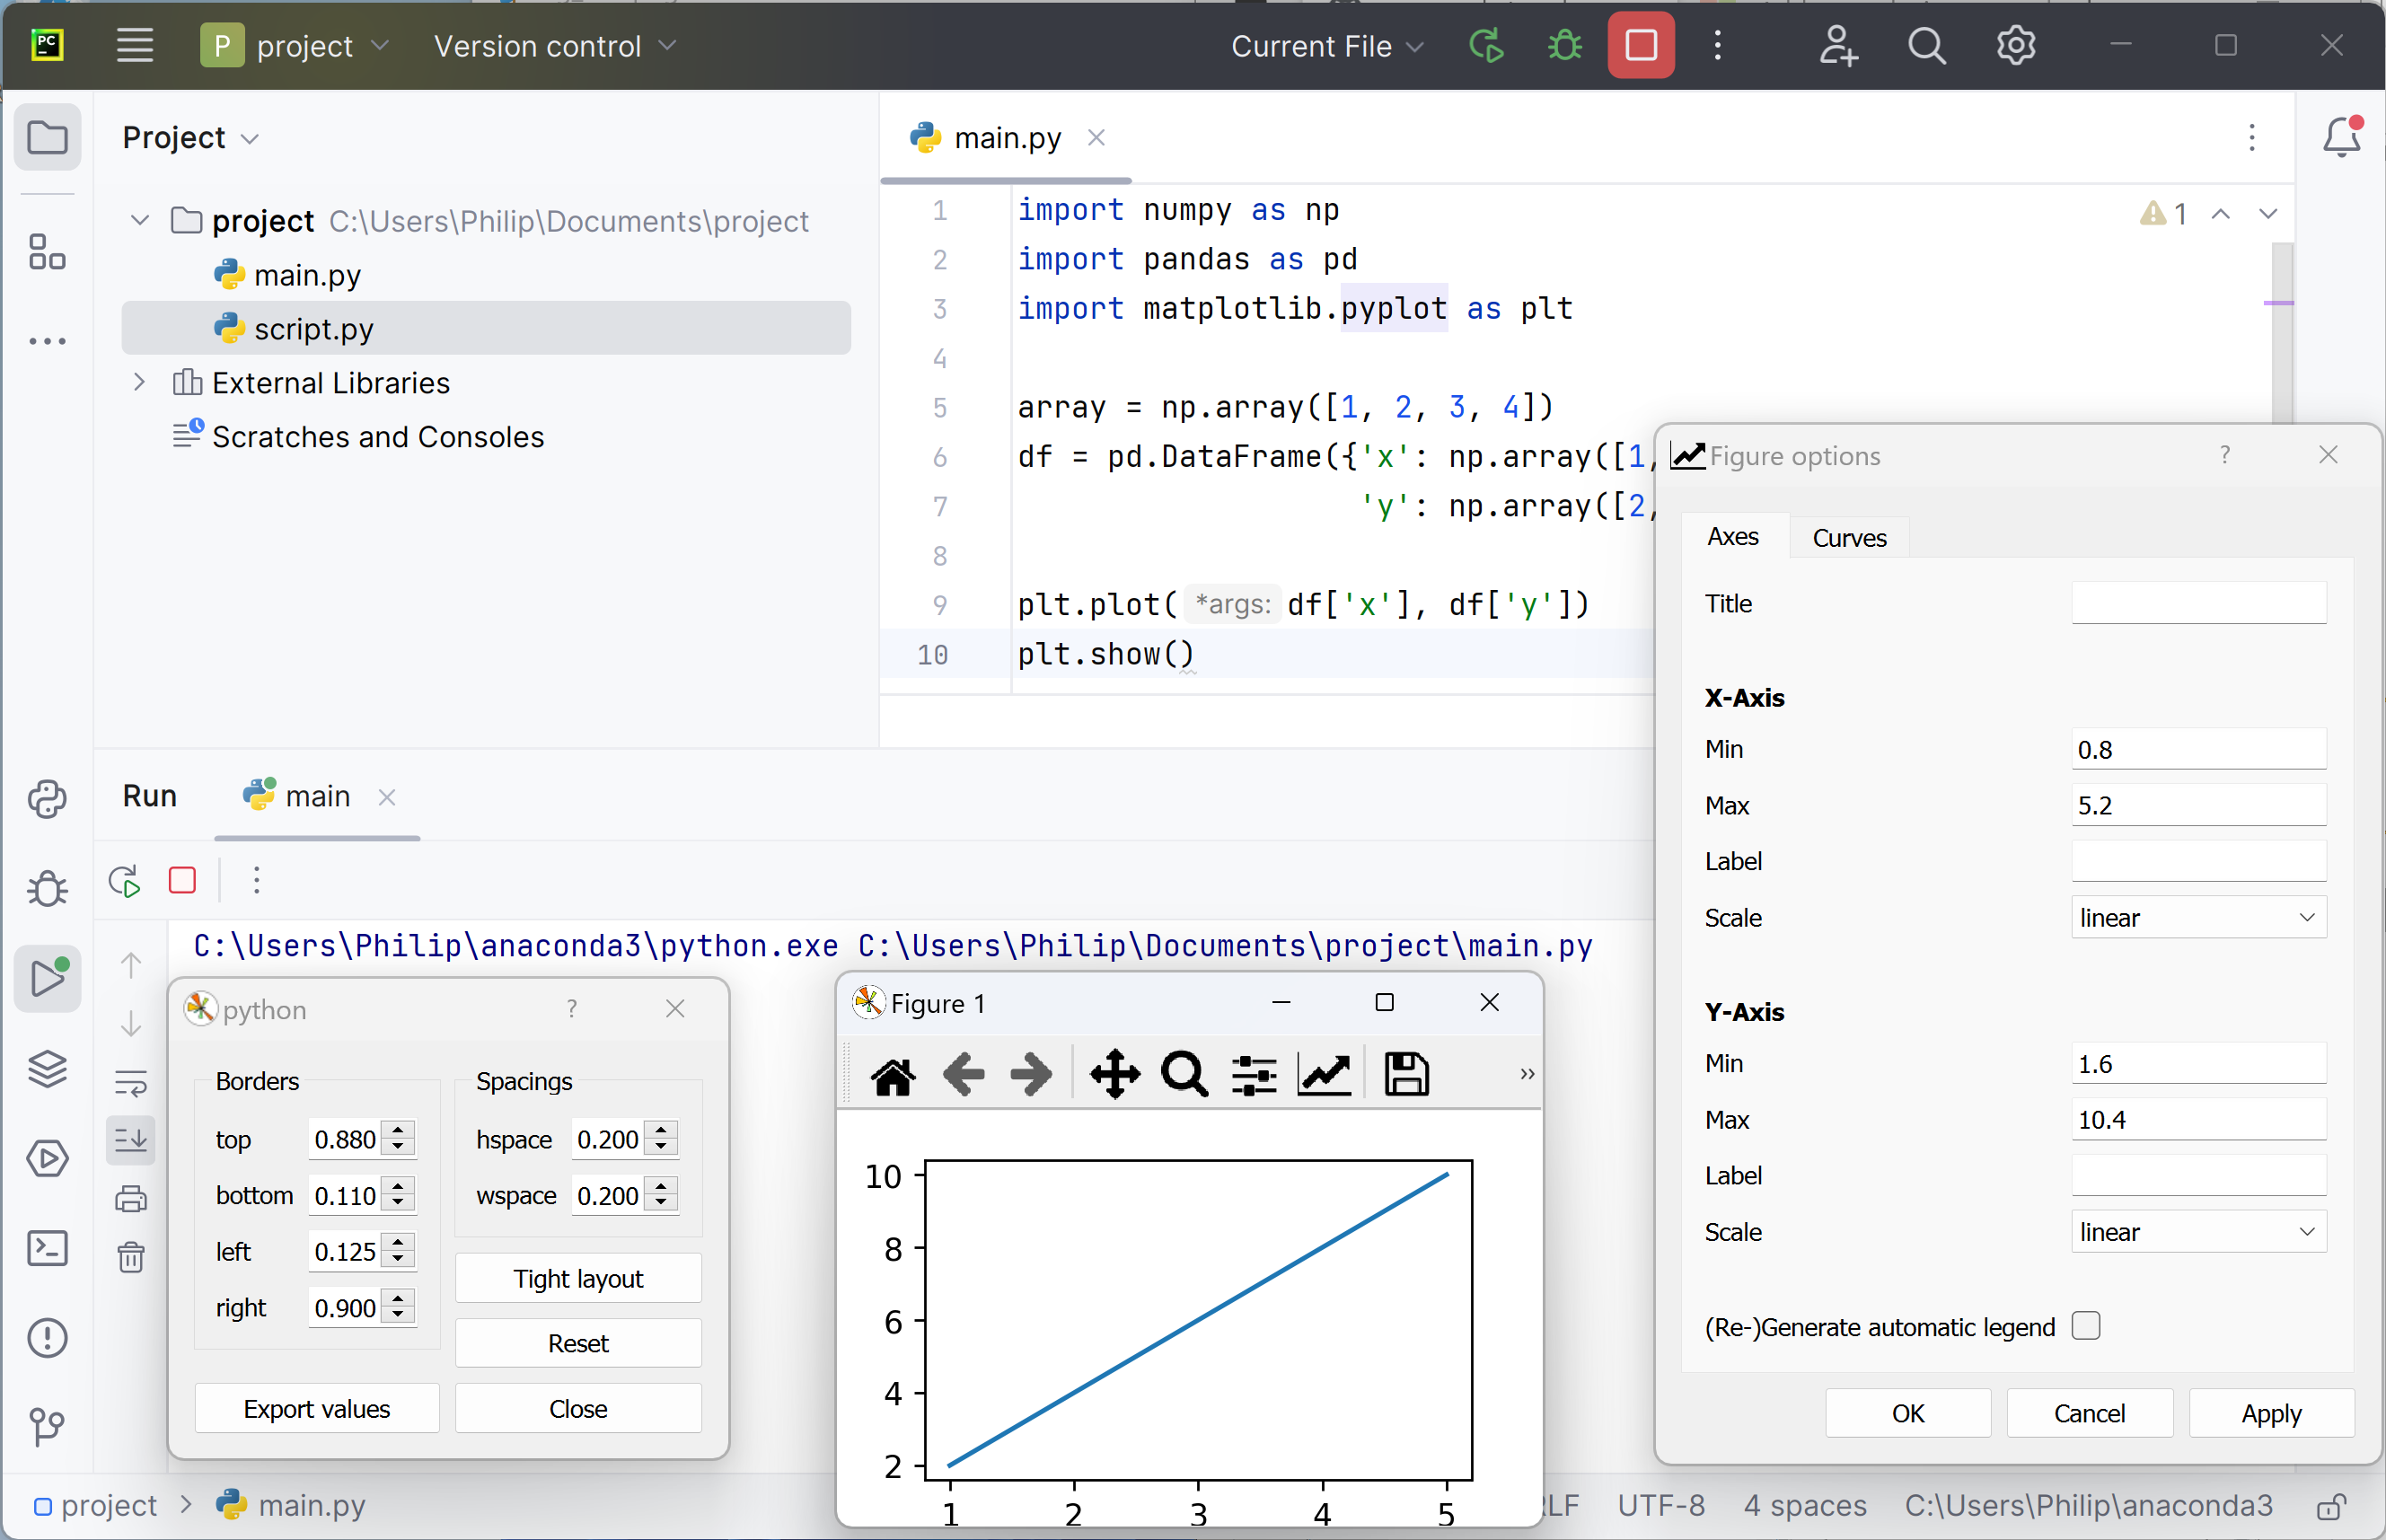 PC
P project Version control Current File
Project
project C:\Users\Philip\Documents\project
main.py
script.py
External Libraries
Scratches and Consoles
main.py
1 import numpy as np
2 import pandas as pd
3 import matplotlib.pyplot as plt
4
5 array = np.array([1, 2, 3, 4])
6 df = pd.DataFrame({'x': np.array([1,
7 'y': np.array([2,
8
9 plt.plot( *args: df['x'], df['y'])
10 plt.show()
1
Run main
C:\Users\Philip\anaconda3\python.exe C:\Users\Philip\Documents\project\main.py
python ?
Borders Spacings
top 0.880 hspace 0.200
bottom 0.110 wspace 0.200
left 0.125
right 0.900
Tight layout
Reset
Export values Close
Figure 1
10
8
6
4
2
1 2 3 4 5
Figure options ?
Axes Curves
Title
X-Axis
Min 0.8
Max 5.2
Label
Scale linear
Y-Axis
Min 1.6
Max 10.4
Label
Scale linear
(Re-)Generate automatic legend
OK Cancel Apply
project > main.py
LF UTF-8 4 spaces C:\Users\Philip\anaconda3